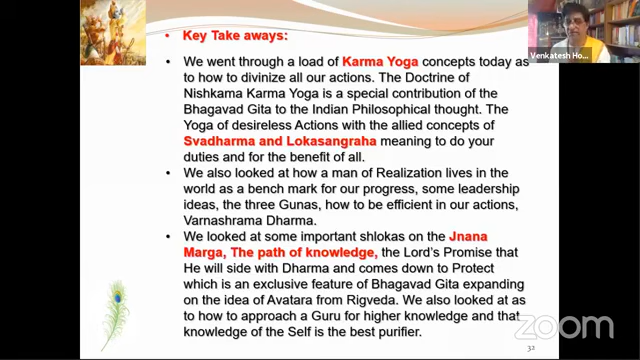 • Key Take aways:
• We went through a load of Karma Yoga concepts today as
to how to divinize all our actions. The Doctrine of
Nishkama Karma Yoga is a special contribution of the
Bhagavad Gita to the Indian Philosophical thought. The
Yoga of desireless Actions with the allied concepts of
Svadharma and Lokasangraha meaning to do your
duties and for the benefit of all.
• We also looked at how a man of Realization lives in the
world as a bench mark for our progress, some leadership
ideas, the three Gunas, how to be efficient in our actions,
Varnashrama Dharma.
• We looked at some important shlokas on the Jnana
Marga, The path of knowledge, the Lord's Promise that
He will side with Dharma and comes down to Protect
which is an exclusive feature of Bhagavad Gita expanding
on the idea of Avatara from Rigveda. We also looked at as
to how to approach a Guru for higher knowledge and that
knowledge of the Self is the best purifier.
Venkatesh Ho...
zoom
32